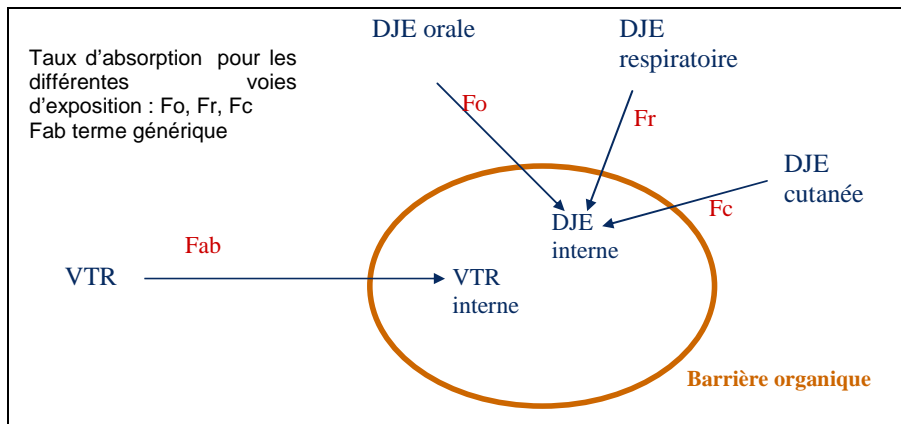 Taux d'absorption pour les
différentes voies
d'exposition : Fo, Fr, Fc
Fab terme générique
DJE orale
DJE
respiratoire
Fo
Fr
DJE
cutanée
Fc
DJE
interne
Fab
VTR
VTR
interne
Barrière organique